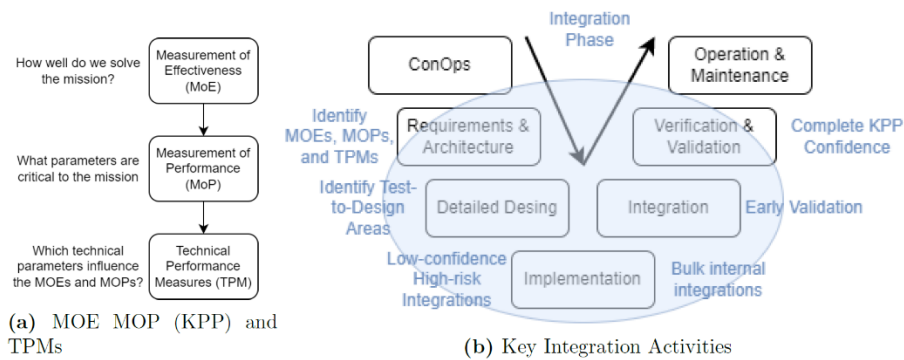 How well do we solve
the mission?
Measurement of
Effectiveness
(MoE)
What parameters are
critical to the mission
Measurement of
Performance
(MoP)
Which technical
parameters influence
the MOEs and MOPs?
Technical
Performance
Measures (TPM)
(a) MOE MOP (KPP) and
TPMs
Integration
Phase
ConOps
Operation &
Maintenance
Identify
MOEs, MOPs,
and TPMs
Requirements &
Architecture
Verification &
Validation
Complete KPP
Confidence
Identify Test-
to-Design
Areas
Detailed Desing
Integration
Early Validation
Low-confidence
High-risk
Integrations
Implementation
Bulk internal
integrations
(b) Key Integration Activities